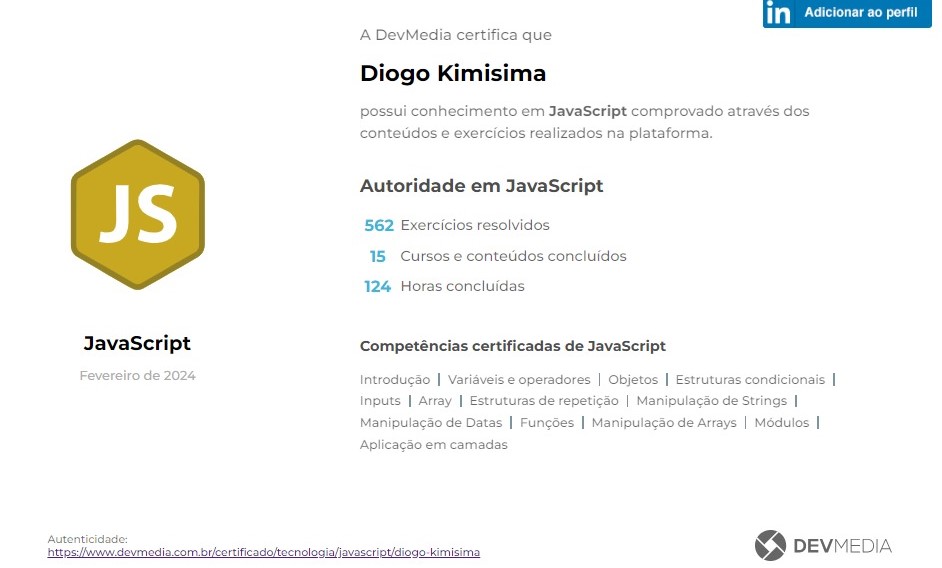 in Adicionar ao perfil
A DevMedia certifica que
Diogo Kimisima
possui conhecimento em JavaScript comprovado através dos
conteúdos e exercícios realizados na plataforma.
JS
Autoridade em JavaScript
562 Exercícios resolvidos
15 Cursos e conteúdos concluídos
124 Horas concluídas
JavaScript
Fevereiro de 2024
Competências certificadas de JavaScript
Introdução | Variáveis e operadores | Objetos | Estruturas condicionais |
Inputs | Array | Estruturas de repetição | Manipulação de Strings |
Manipulação de Datas | Funções | Manipulação de Arrays | Módulos |
Aplicação em camadas
Autenticidade:
https://www.devmedia.com.br/certificado/tecnologia/javascript/diogo-kimisima
DEVMEDIA